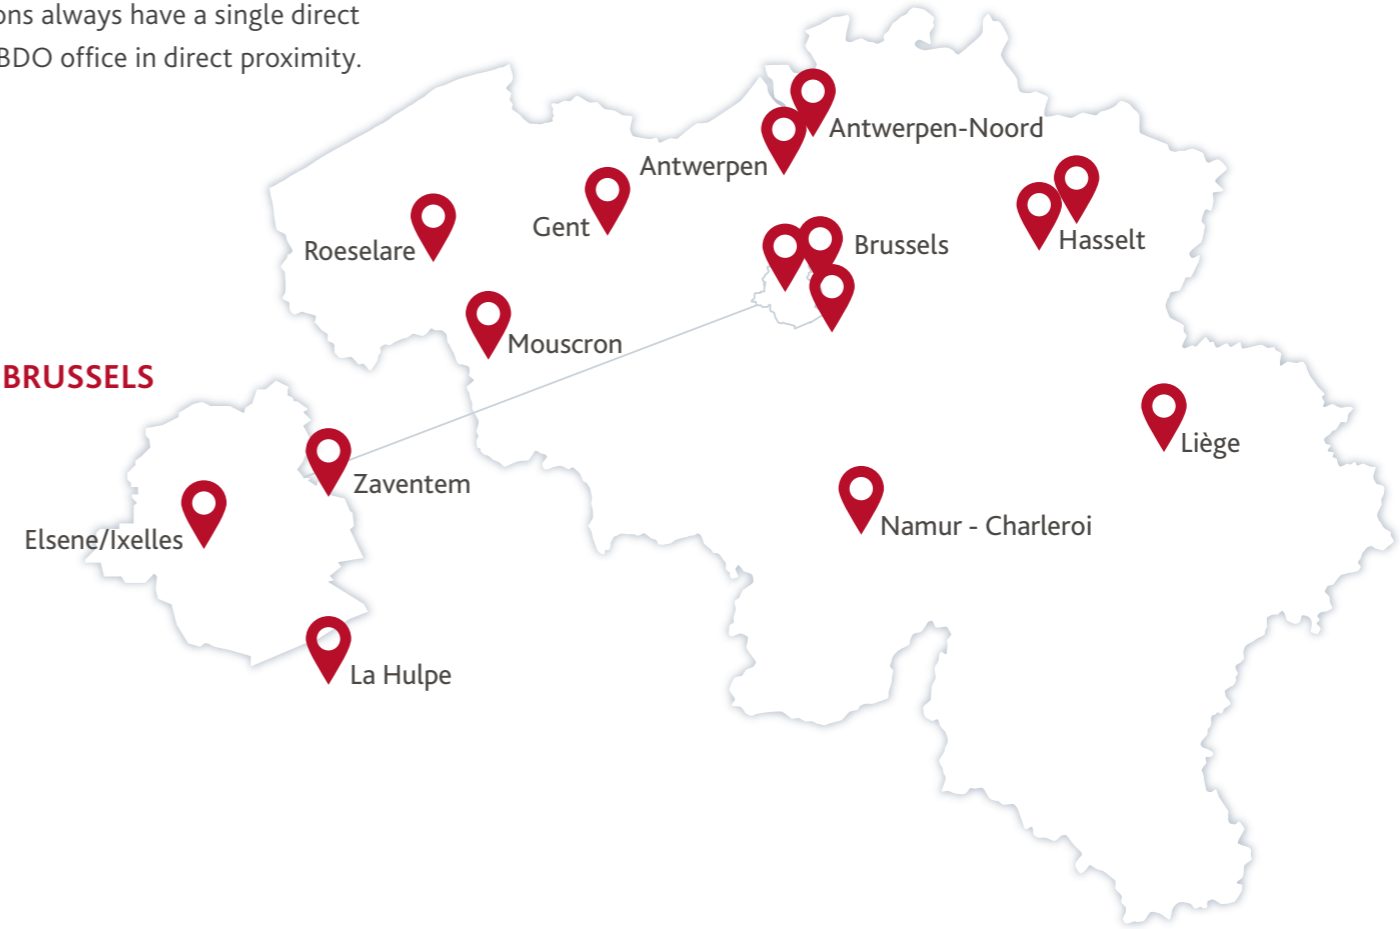 ons always have a single direct
BDO office in direct proximity.
Antwerpen-Noord
Antwerpen
Gent
Roeselare
Brussels
Hasselt
Mouscron
BRUSSELS
Liège
Zaventem
Namur - Charleroi
Elsene/Ixelles
La Hulpe